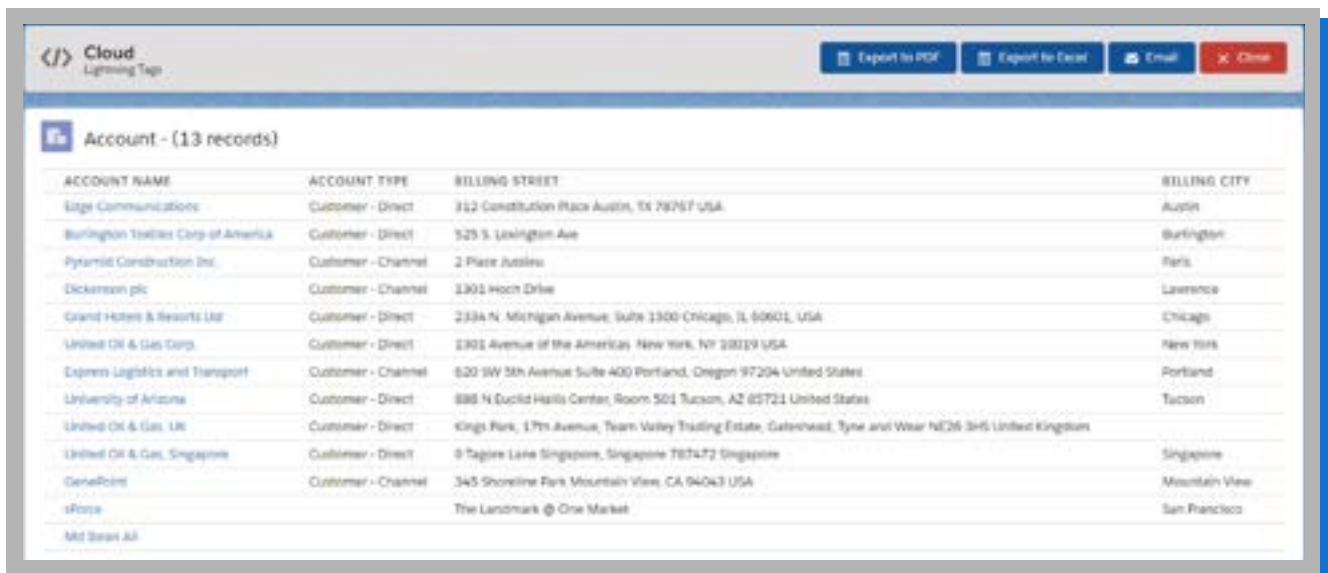 </> Cloud
Lightning Tags
Export to PDF Export to Excel Email Close
Account - (13 records)
ACCOUNT NAME ACCOUNT TYPE BILLING STREET BILLING CITY
Edge Communications Customer - Direct 312 Constitution Place Austin, TX 78767 USA Austin
Burlington Textiles Corp of America Customer - Direct 525 S. Lexington Ave Burlington
Pyramid Construction Inc. Customer - Channel 2 Place Jussieu Paris
Dickenson plc Customer - Channel 1301 Hoch Drive Lawrence
Grand Hotels & Resorts Ltd Customer - Direct 2334 N. Michigan Avenue, Suite 1500 Chicago, IL 60601, USA Chicago
United Oil & Gas Corp. Customer - Direct 1301 Avenue of the Americas New York, NY 10019 USA New York
Express Logistics and Transport Customer - Channel 620 SW 5th Avenue Suite 400 Portland, Oregon 97204 United States Portland
University of Arizona Customer - Direct 888 N Euclid Hallis Center, Room 501 Tucson, AZ 85721 United States Tucson
United Oil & Gas, UK Customer - Direct Kings Park, 17th Avenue, Team Valley Trading Estate, Gateshead, Tyne and Wear NE26 3HS United Kingdom
United Oil & Gas, Singapore Customer - Direct 9 Tagore Lane Singapore, Singapore 787472 Singapore Singapore
GenePoint Customer - Channel 345 Shoreline Park Mountain View, CA 94043 USA Mountain View
sForce The Landmark @ One Market San Francisco
Md Ali